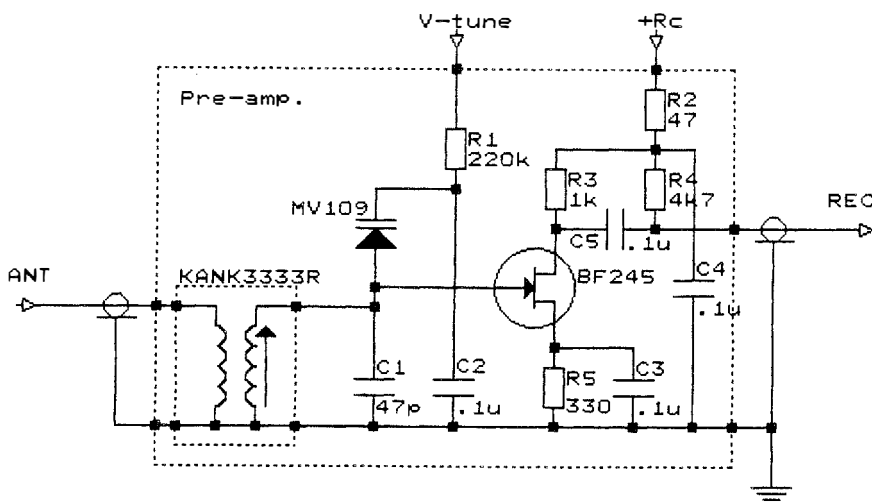 V-tune
+Rc
Pre-amp.
R1
220k
R2
47
MV109
R3
1k
R4
4k7
REC
C5
.1u
ANT
KANK3333R
BF245
C4
.1u
C1
47p
C2
.1u
R5
330
C3
.1u